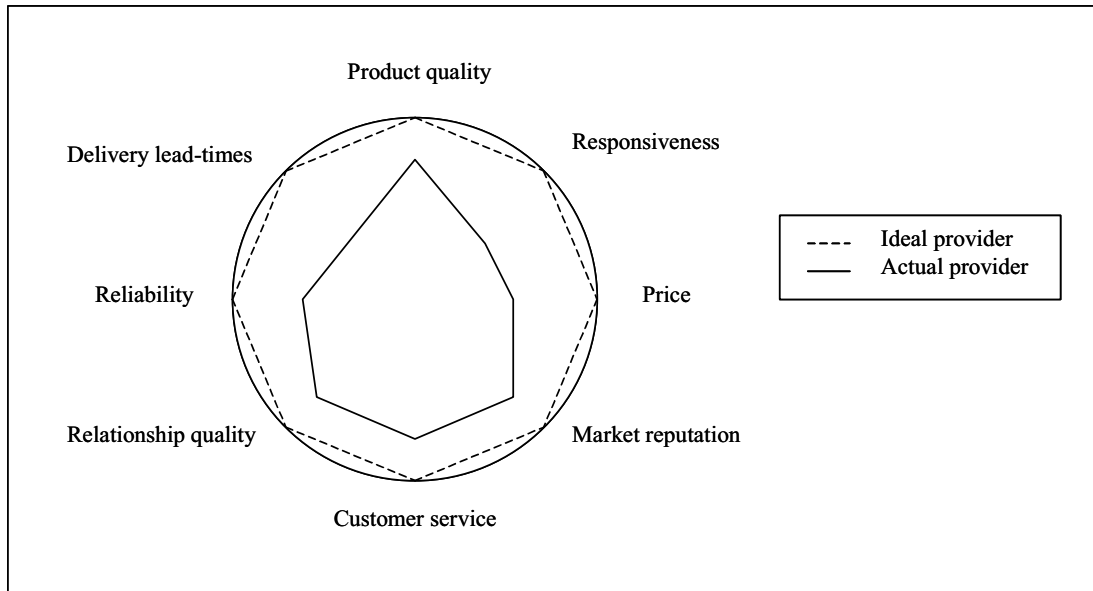 Product quality
Responsiveness
Delivery lead-times
Ideal provider
Actual provider
Reliability
Price
Relationship quality
Market reputation
Customer service